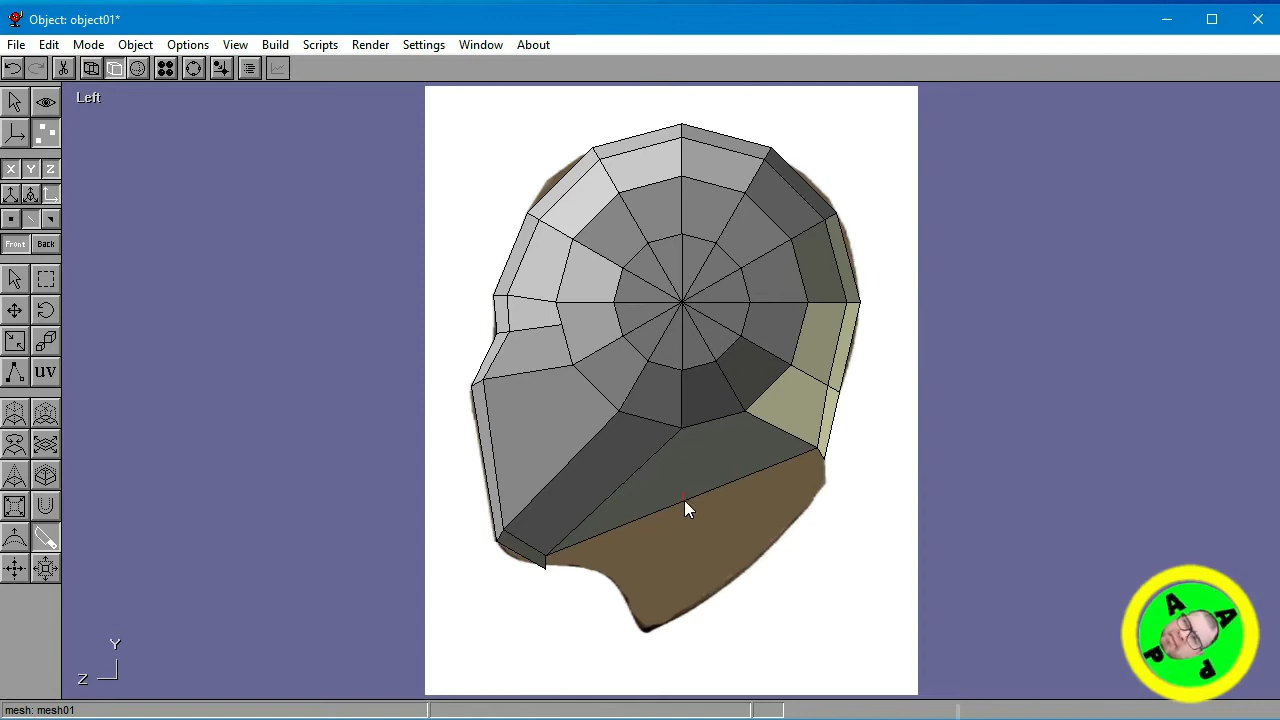 Object: object01*
File Edit Mode Object Options View Build Scripts Render Settings Window About
Left
X Y Z
Front Back
uv
Y
Z
A A
P P
mesh: mesh01